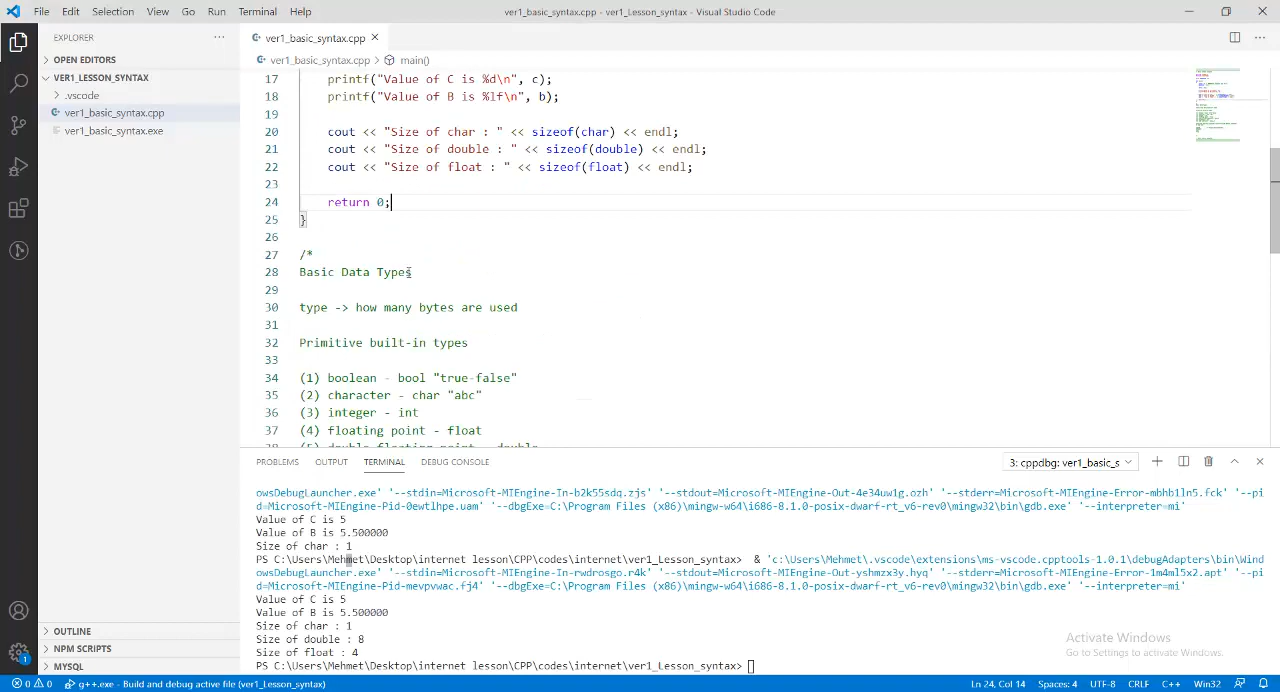 File Edit Selection View Go Run Terminal Help
ver1_basic_syntax.cpp - ver1_Lesson_syntax - Visual Studio Code
EXPLORER
OPEN EDITORS
VER1_LESSON_SYNTAX
.vscode
ver1_basic_syntax.cpp
ver1_basic_syntax.exe
OUTLINE
NPM SCRIPTS
MYSQL
ver1_basic_syntax.cpp
ver1_basic_syntax.cpp > main()
17 printf("Value of C is %d\n", c);
18 printf("Value of B is %lf\n", b);
19
20 cout << "Size of char : " << sizeof(char) << endl;
21 cout << "Size of double : " << sizeof(double) << endl;
22 cout << "Size of float : " << sizeof(float) << endl;
23
24 return 0;
25 }
26
27 /*
28 Basic Data Types
29
30 type -> how many bytes are used
31
32 Primitive built-in types
33
34 (1) boolean - bool "true-false"
35 (2) character - char "abc"
36 (3) integer - int
37 (4) floating point - float
38 (5) double floating point - double
PROBLEMS OUTPUT TERMINAL DEBUG CONSOLE
3: cppdbg: ver1_basic_s
owsDebugLauncher.exe' '--stdin=Microsoft-MIEngine-In-b2k55sdq.zjs' '--stdout=Microsoft-MIEngine-Out-4e34uw1g.ozh' '--stderr=Microsoft-MIEngine-Error-mbhb1ln5.fck' '--pi
d=Microsoft-MIEngine-Pid-0ewtlhpe.uam' '--dbgExe=C:\Program Files (x86)\mingw-w64\i686-8.1.0-posix-dwarf-rt_v6-rev0\mingw32\bin\gdb.exe' '--interpreter=mi'
Value of C is 5
Value of B is 5.500000
Size of char : 1
PS C:\Users\Mehmet\Desktop\internet lesson\CPP\codes\internet\ver1_Lesson_syntax> & 'c:\Users\Mehmet\.vscode\extensions\ms-vscode.cpptools-1.0.1\debugAdapters\bin\Wind
owsDebugLauncher.exe' '--stdin=Microsoft-MIEngine-In-rwdrosgo.r4k' '--stdout=Microsoft-MIEngine-Out-yshmzx3y.hyq' '--stderr=Microsoft-MIEngine-Error-1m4ml5x2.apt' '--pi
d=Microsoft-MIEngine-Pid-mevpvwac.fj4' '--dbgExe=C:\Program Files (x86)\mingw-w64\i686-8.1.0-posix-dwarf-rt_v6-rev0\mingw32\bin\gdb.exe' '--interpreter=mi'
Value of C is 5
Value of B is 5.500000
Size of char : 1
Size of double : 8
Size of float : 4
PS C:\Users\Mehmet\Desktop\internet lesson\CPP\codes\internet\ver1_Lesson_syntax>
Activate Windows
Go to Settings to activate Windows.
1
0 0 g++.exe - Build and debug active file (ver1_Lesson_syntax)
Ln 24, Col 14 Spaces: 4 UTF-8 CRLF C++ Win32